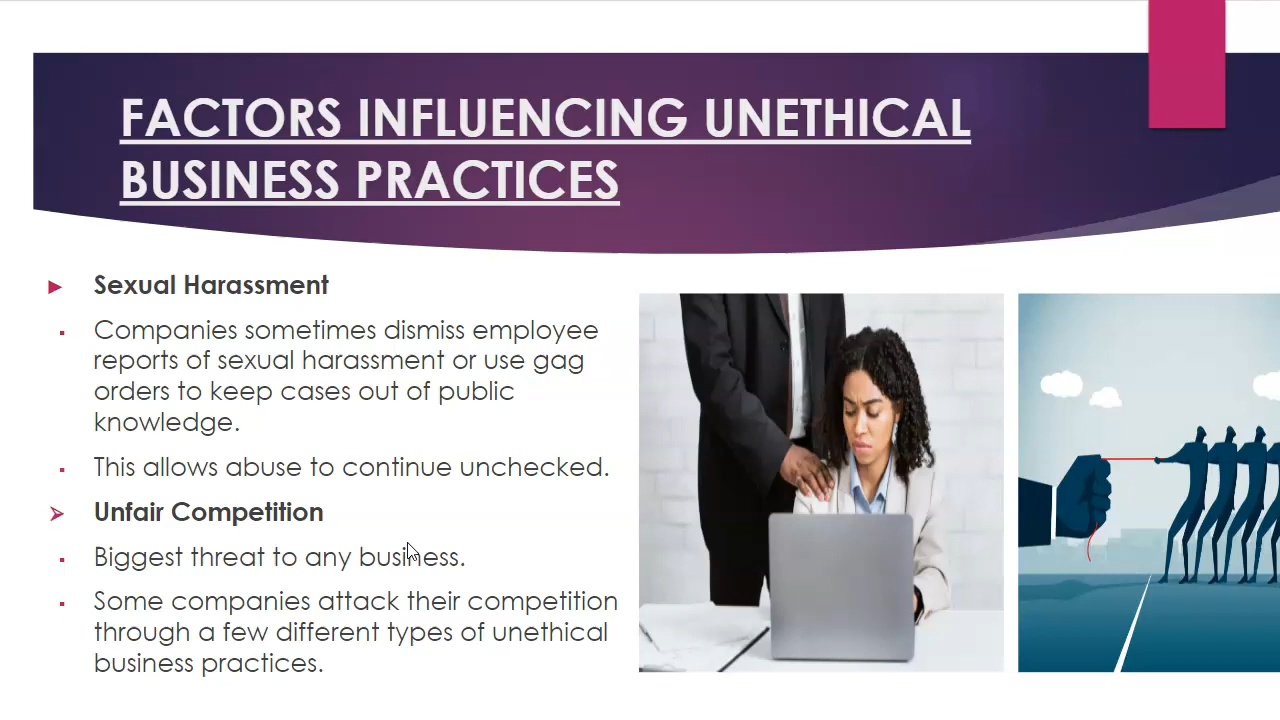 FACTORS INFLUENCING UNETHICAL
BUSINESS PRACTICES
Sexual Harassment
Companies sometimes dismiss employee
reports of sexual harassment or use gag
orders to keep cases out of public
knowledge.
This allows abuse to continue unchecked.
Unfair Competition
Biggest threat to any business.
Some companies attack their competition
through a few different types of unethical
business practices.